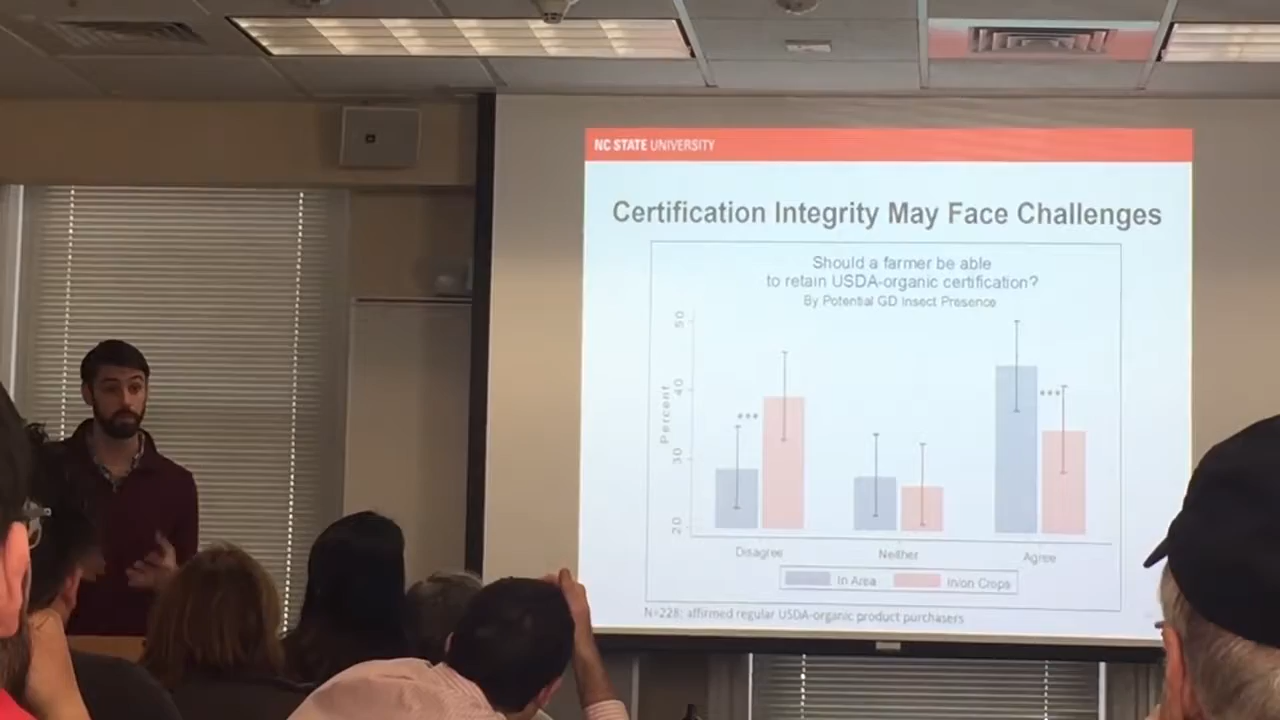 NC STATE UNIVERSITY
Certification Integrity May Face Challenges
Should a farmer be able
to retain USDA-organic certification?
By Potential GD Insect Presence
50
40
30
20
Percent
***
***
Disagree
Neither
Agree
In Area
In/on Crops
N=228; affirmed regular USDA-organic product purchasers